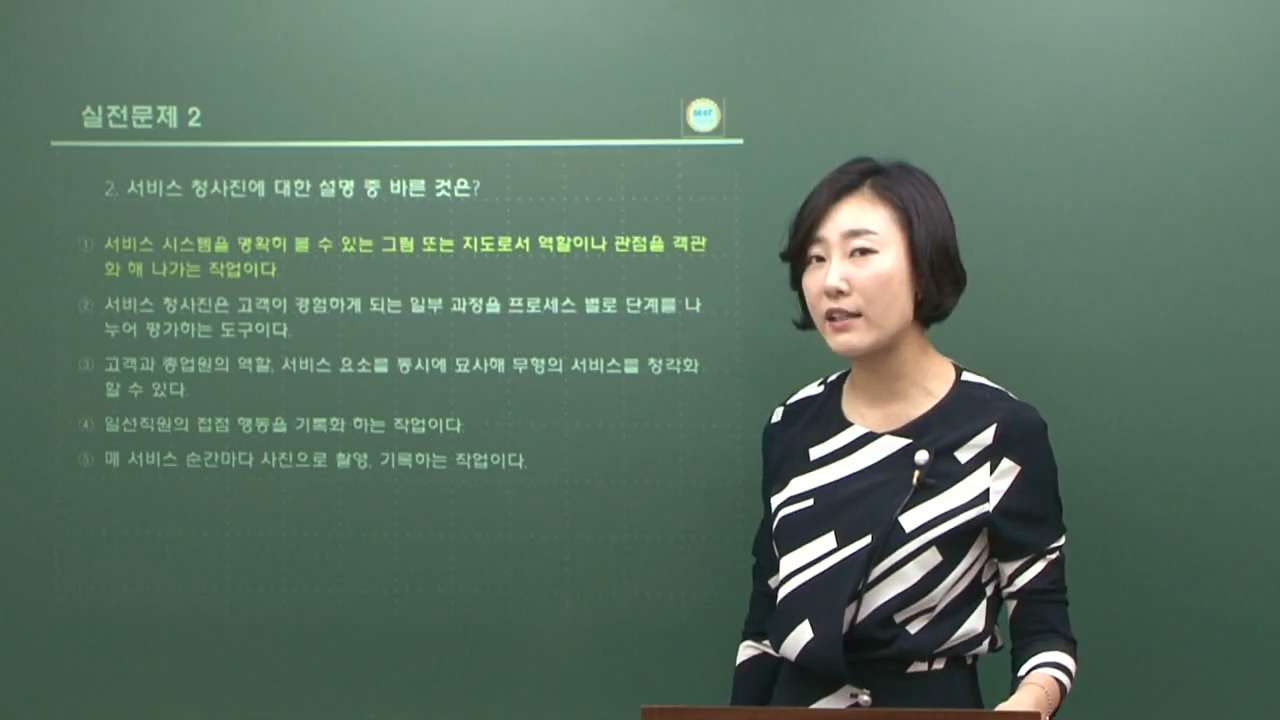 실전문제 2
MAT
2. 서비스 청사진에 대한 설명 중 바른 것은?
① 서비스 시스템을 명확히 볼 수 있는 그림 또는 지도로서 역할이나 관점을 객관
화 해 나가는 작업이다.
② 서비스 청사진은 고객이 경험하게 되는 일부 과정을 프로세스 별로 단계를 나
누어 평가하는 도구이다.
③ 고객과 종업원의 역할, 서비스 요소를 동시에 묘사해 무형의 서비스를 청각화
할 수 있다.
④ 일선직원의 접점 행동을 기록화 하는 작업이다.
⑤ 매 서비스 순간마다 사진으로 촬영, 기록하는 작업이다.